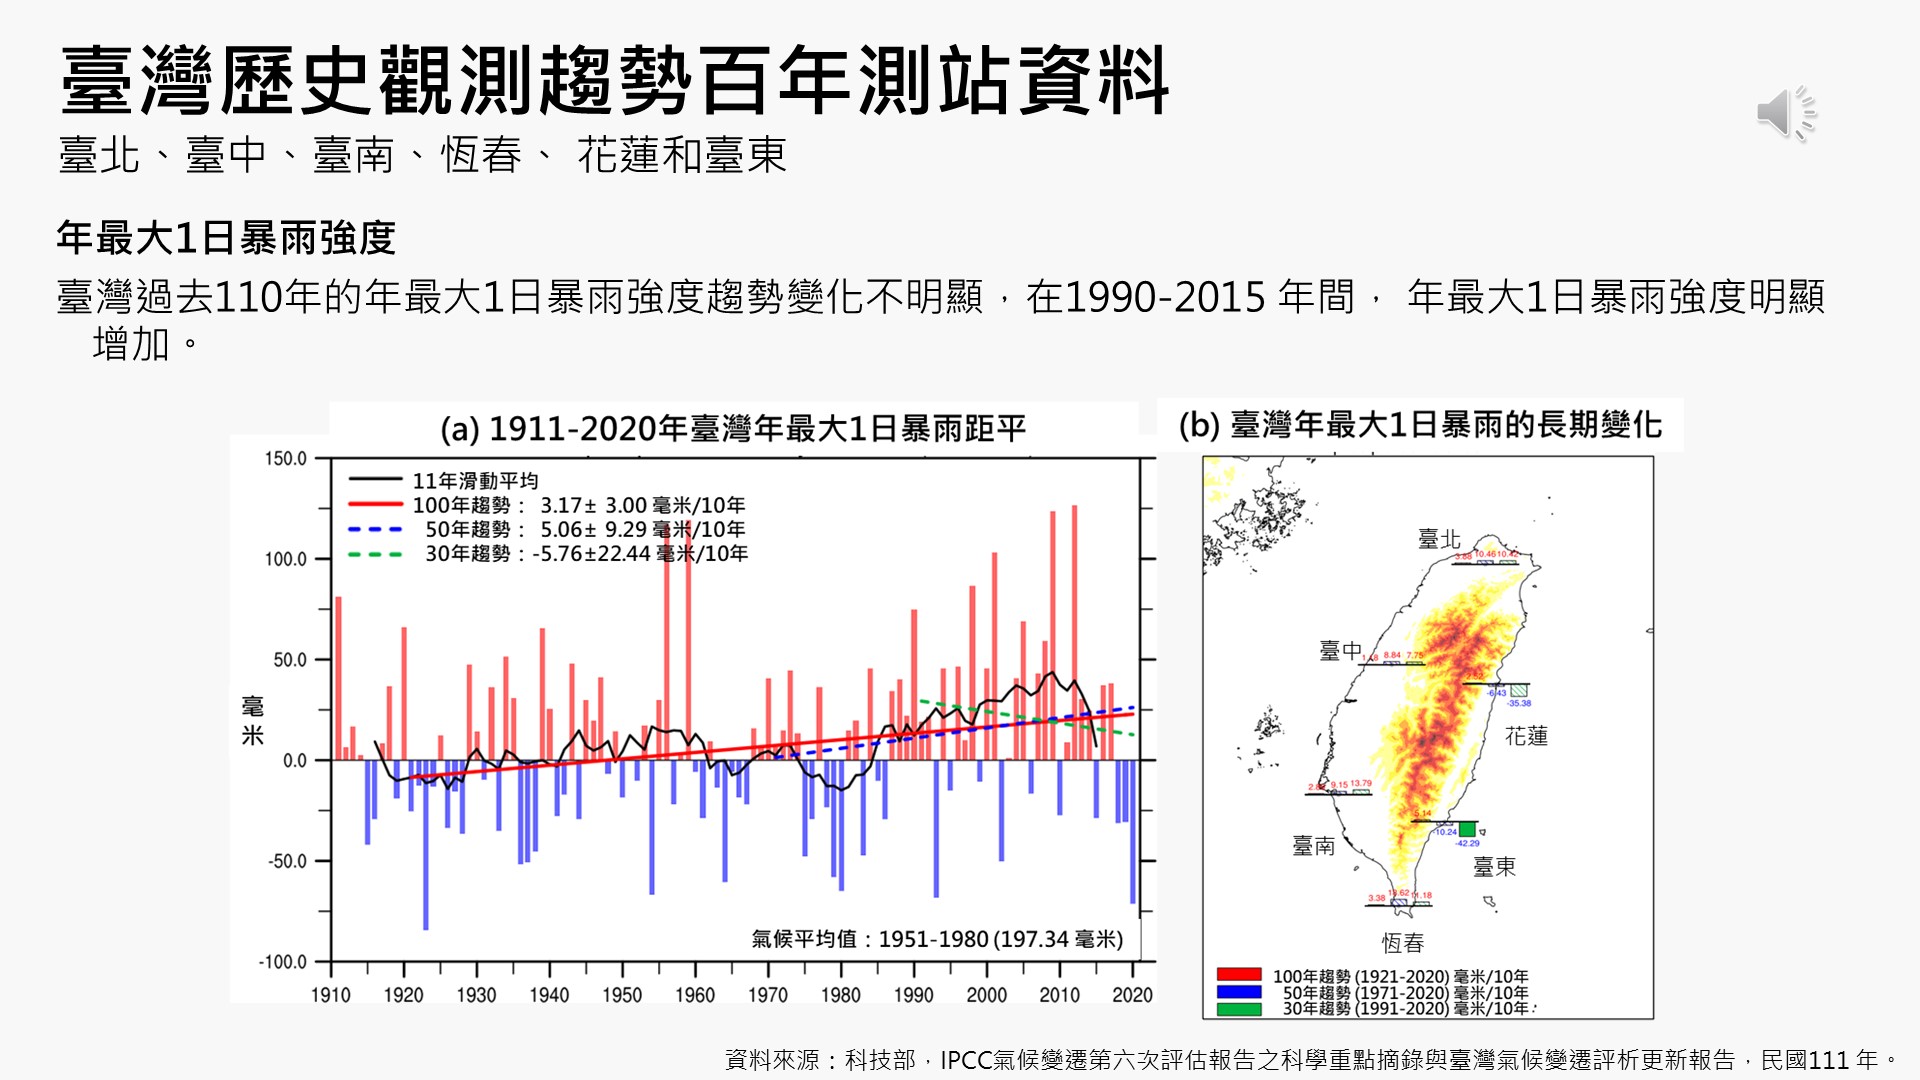 臺灣歷史觀測趨勢百年測站資料
臺北、臺中、臺南、恆春、 花蓮和臺東
年最大1日暴雨強度
臺灣過去110年的年最大1日暴雨強度趨勢變化不明顯，在1990-2015 年間， 年最大1日暴雨強度明顯
增加。
(a) 1911-2020年臺灣年最大1日暴雨距平
150.0
100.0
50.0
0.0
-50.0
-100.0
毫米
11年滑動平均
100年趨勢： 3.17± 3.00 毫米/10年
50年趨勢： 5.06± 9.29 毫米/10年
30年趨勢：-5.76±22.44 毫米/10年
氣候平均值：1951-1980 (197.34 毫米)
1910 1920 1930 1940 1950 1960 1970 1980 1990 2000 2010 2020
(b) 臺灣年最大1日暴雨的長期變化
臺北
3.88 10.46 10.42
臺中
8.84 7.75
-6.43
-35.38
花蓮
9.15 13.79
臺南
5.14
-10.24
-42.29
臺東
3.38
恆春
100年趨勢 (1921-2020) 毫米/10年
50年趨勢 (1971-2020) 毫米/10年
30年趨勢 (1991-2020) 毫米/10年
資料來源：科技部，IPCC氣候變遷第六次評估報告之科學重點摘錄與臺灣氣候變遷評析更新報告，民國111 年。